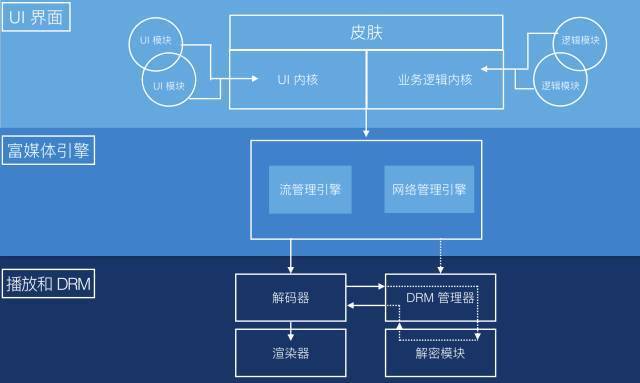 UI 界面
皮肤
UI 模块
UI 模块
UI 内核
业务逻辑内核
逻辑模块
逻辑模块
富媒体引擎
流管理引擎
网络管理引擎
播放和 DRM
解码器
DRM 管理器
渲染器
解密模块